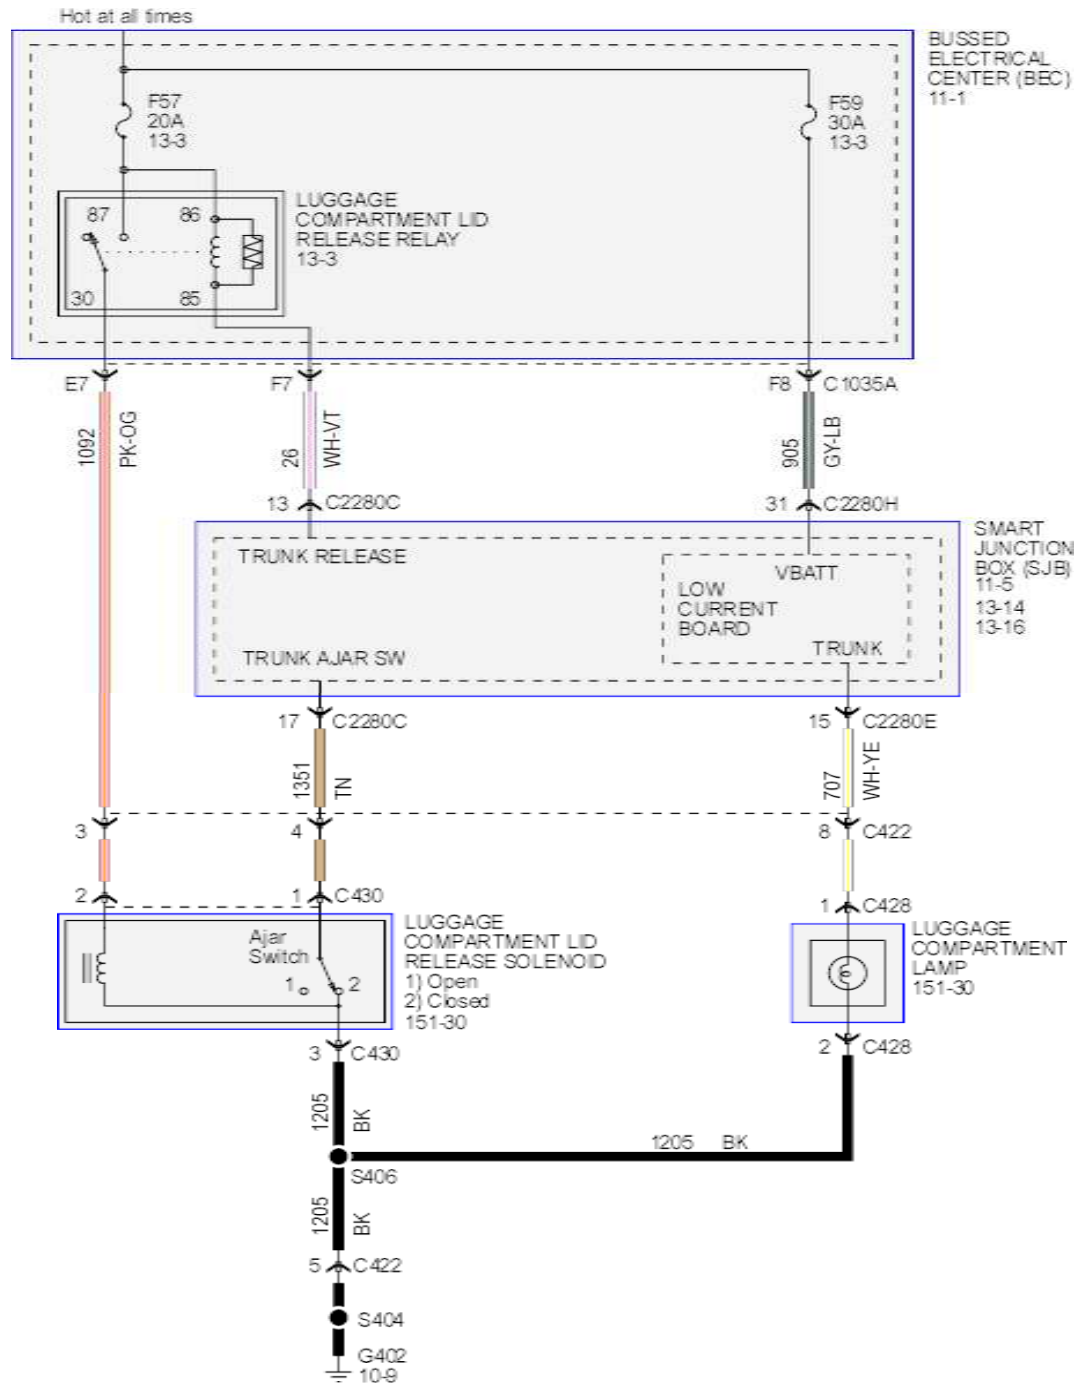 Hot at all times
BUSSED
ELECTRICAL
CENTER (BEC)
11-1
F57
20A
13-3
F59
30A
13-3
LUGGAGE
COMPARTMENT LID
RELEASE RELAY
13-3
87
86
30
85
E7
F7
F8
C1035A
1092
PK-OG
26
WH-VT
905
GY-LB
13
C2280C
31
C2280H
SMART
JUNCTION
BOX (SJB)
11-5
13-14
13-16
TRUNK RELEASE
VBATT
LOW
CURRENT
BOARD
TRUNK
TRUNK AJAR SW
17
C2280C
15
C2280E
1351
TN
707
WH-YE
3
4
8
C422
2
1
C430
1
C428
LUGGAGE
COMPARTMENT LID
RELEASE SOLENOID
1) Open
2) Closed
151-30
Ajar
Switch
1
2
LUGGAGE
COMPARTMENT
LAMP
151-30
3
C430
2
C428
1205
BK
1205 BK
S406
1205
BK
5
C422
S404
G402
10-9